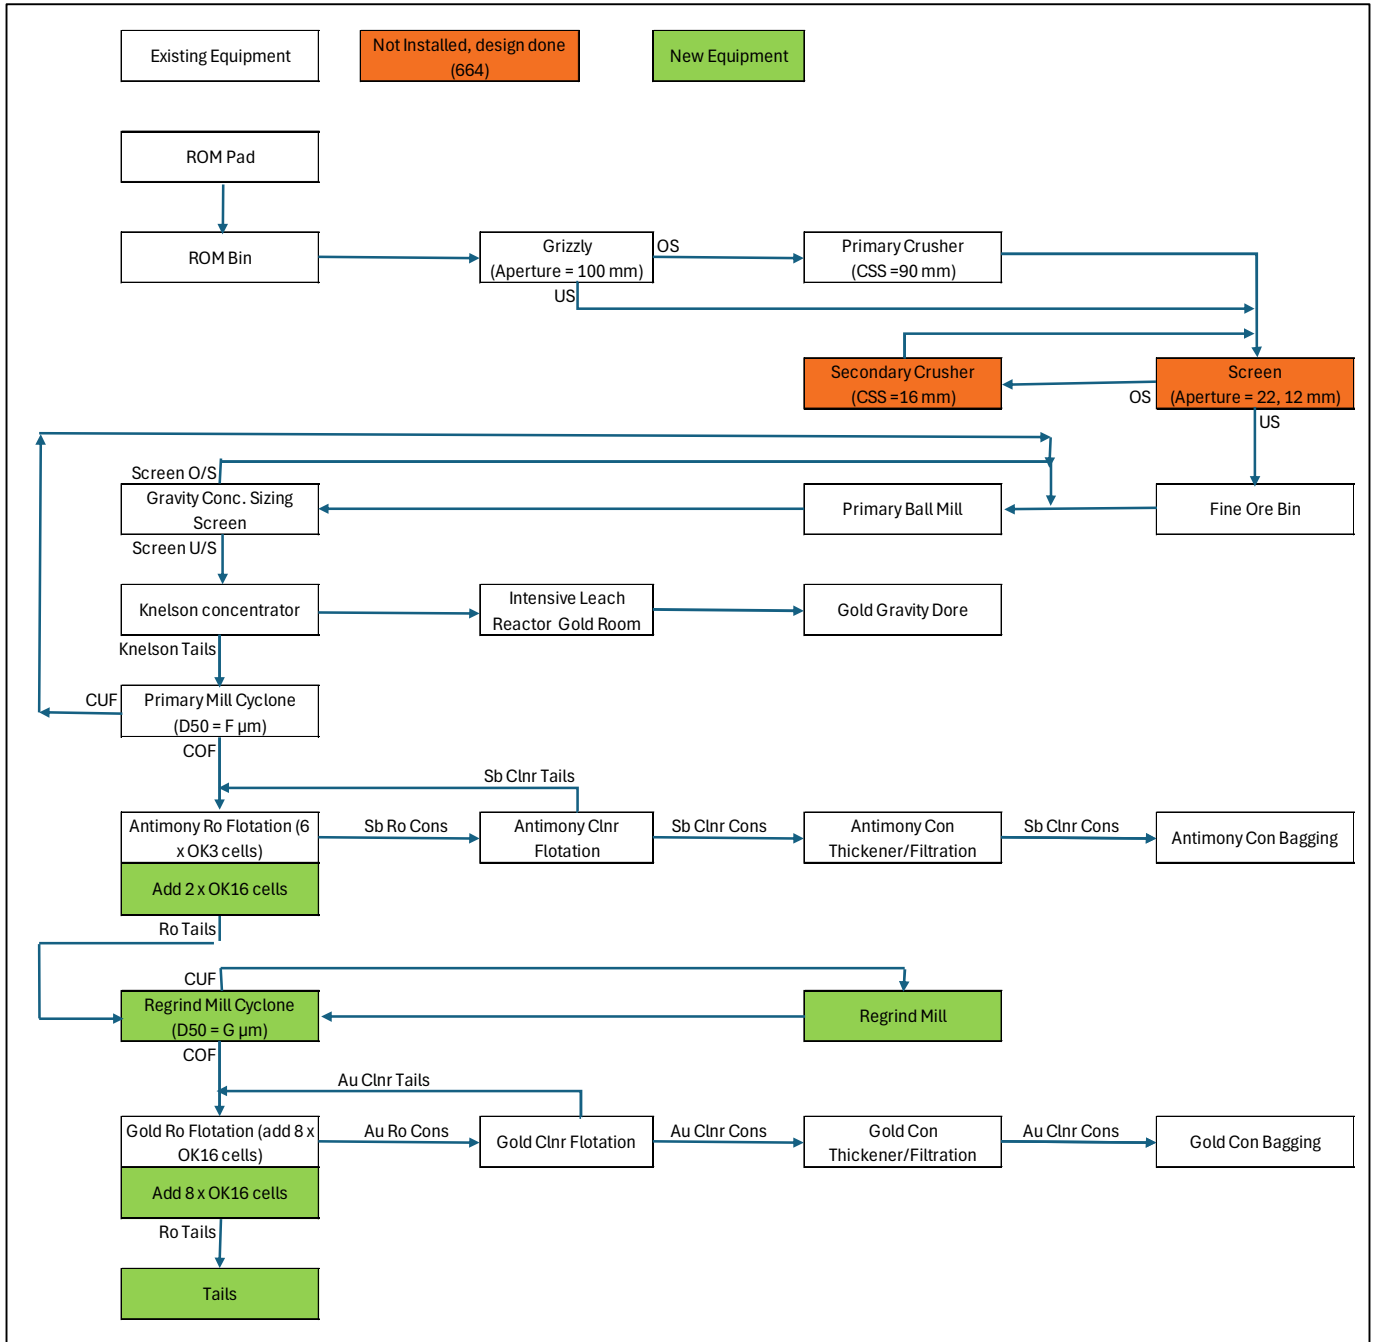 Existing Equipment
Not Installed, design done
(664)
New Equipment
ROM Pad
ROM Bin
Grizzly
(Aperture = 100 mm)
OS
Primary Crusher
(CSS =90 mm)
US
Secondary Crusher
(CSS =16 mm)
OS
Screen
(Aperture = 22, 12 mm)
US
Screen O/S
Gravity Conc. Sizing
Screen
Primary Ball Mill
Fine Ore Bin
Screen U/S
Knelson concentrator
Intensive Leach
Reactor Gold Room
Gold Gravity Dore
Knelson Tails
CUF
Primary Mill Cyclone
(D50 = F µm)
COF
Sb Clnr Tails
Antimony Ro Flotation (6
x OK3 cells)
Sb Ro Cons
Antimony Clnr
Flotation
Sb Clnr Cons
Antimony Con
Thickener/Filtration
Sb Clnr Cons
Antimony Con Bagging
Add 2 x OK16 cells
Ro Tails
CUF
Regrind Mill Cyclone
(D50 = G µm)
Regrind Mill
COF
Au Clnr Tails
Gold Ro Flotation (add 8 x
OK16 cells)
Au Ro Cons
Gold Clnr Flotation
Au Clnr Cons
Gold Con
Thickener/Filtration
Au Clnr Cons
Gold Con Bagging
Add 8 x OK16 cells
Ro Tails
Tails